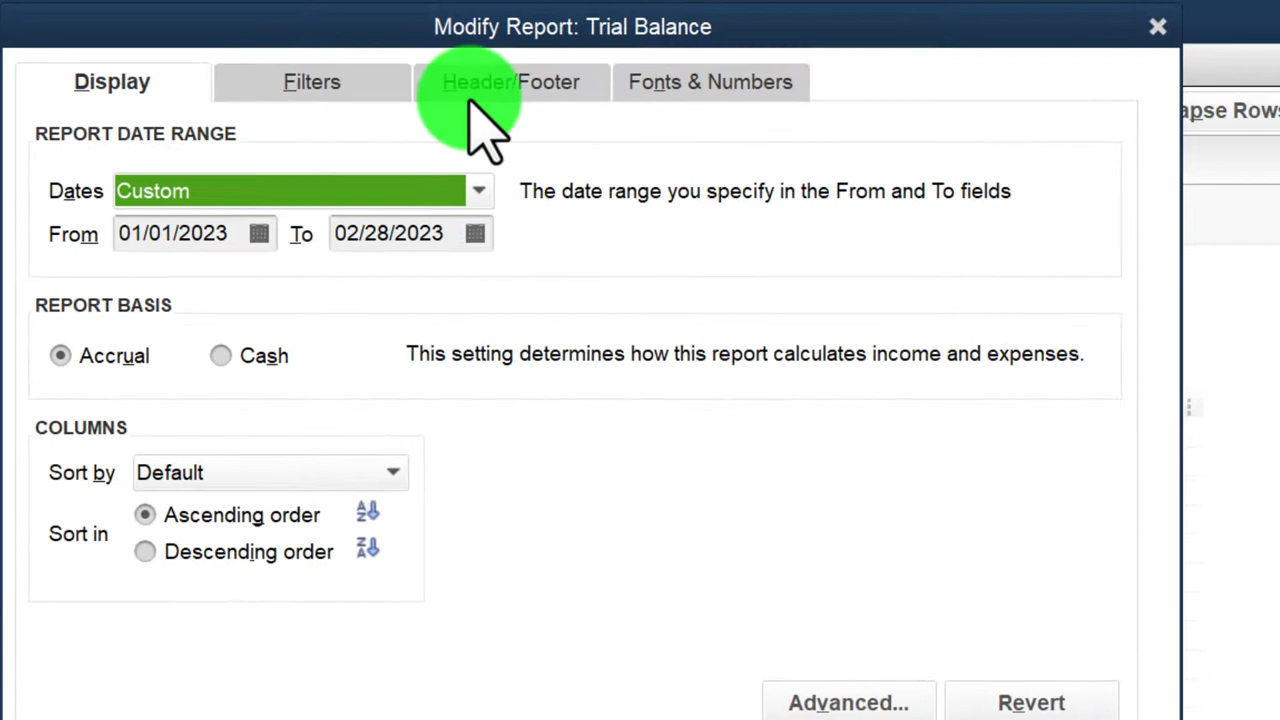 Modify Report: Trial Balance
Display Filters Header/Footer Fonts & Numbers
apse Rows
REPORT DATE RANGE
Dates Custom The date range you specify in the From and To fields
From 01/01/2023 To 02/28/2023
REPORT BASIS
Accrual Cash This setting determines how this report calculates income and expenses.
COLUMNS
Sort by Default
Sort in Ascending order
Descending order
Advanced... Revert